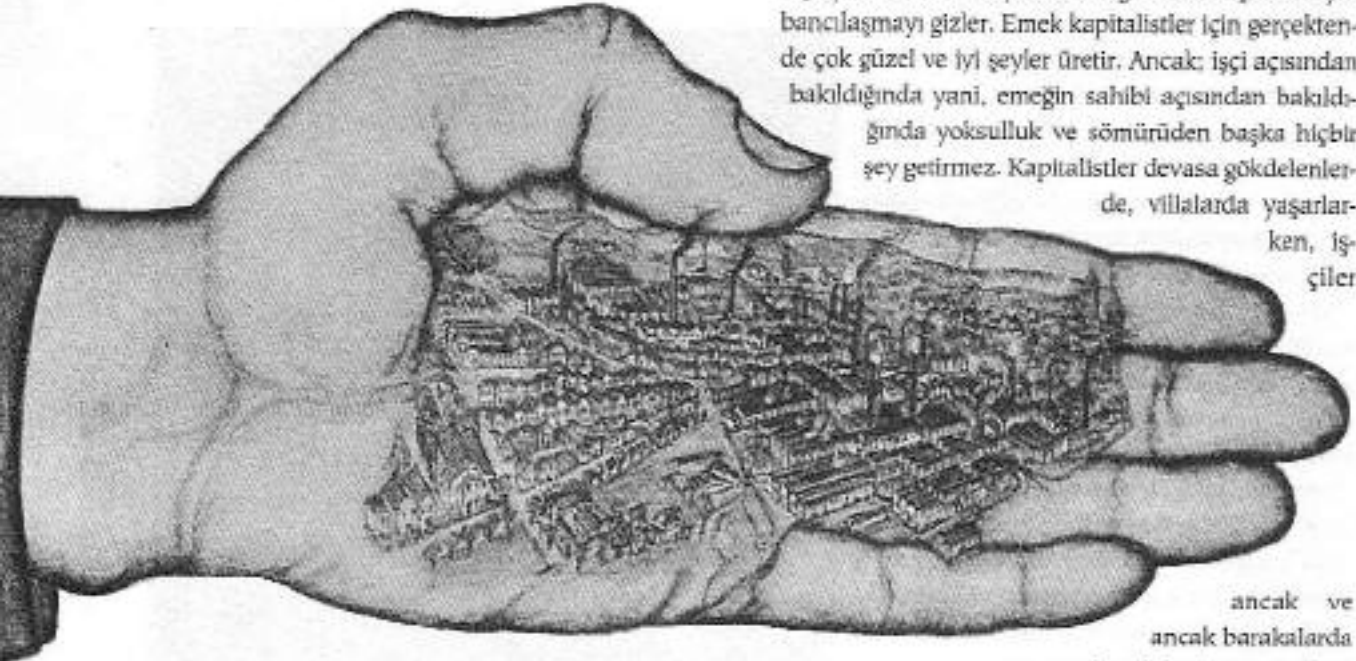 bancılaşmayı gizler. Emek kapitalistler için gerçekten-
de çok güzel ve iyi şeyler üretir. Ancak; işçi açısından
bakıldığında yani, emeğin sahibi açısından bakıldı-
ğında yoksulluk ve sömürüden başka hiçbir
şey getirmez. Kapitalistler devasa gökdelenler-
de, villalarda yaşarlar-
ken, iş-
çiler
ancak ve
ancak barakalarda